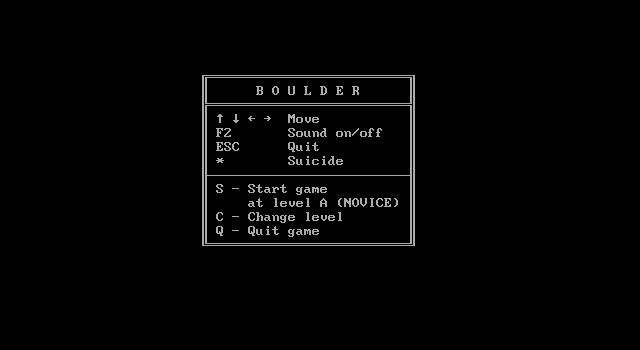 B O U L D E R
↑ ↓ ← → Move
F2 Sound on/off
ESC Quit
* Suicide
S - Start game
at level A (NOVICE)
C - Change level
Q - Quit game